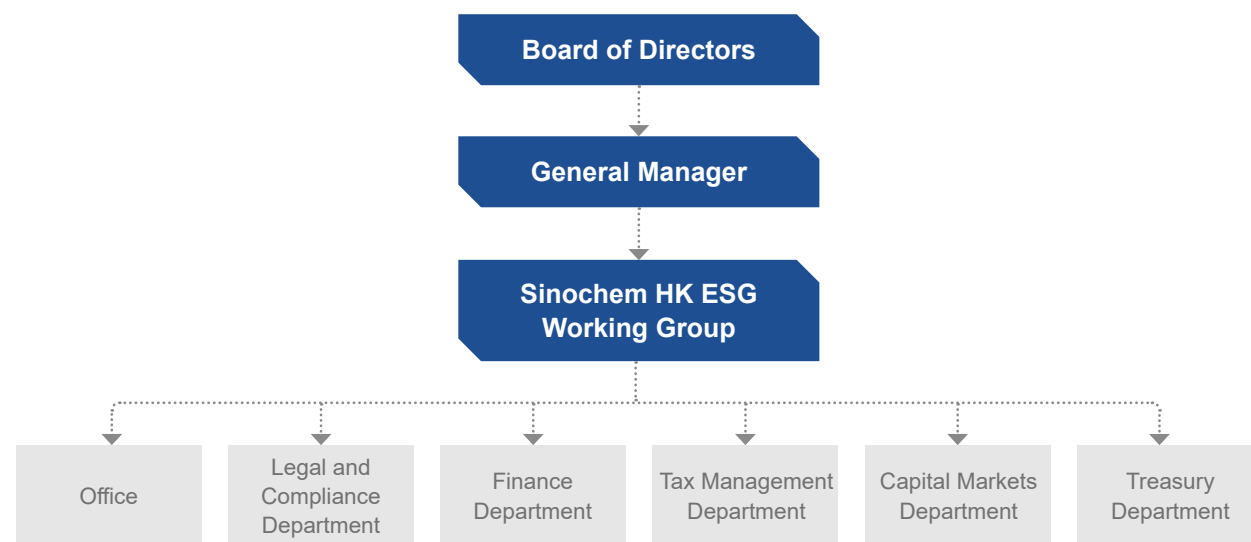 Board of Directors
General Manager
Sinochem HK ESG
Working Group
Office
Legal and
Compliance
Department
Finance
Department
Tax Management
Department
Capital Markets
Department
Treasury
Department